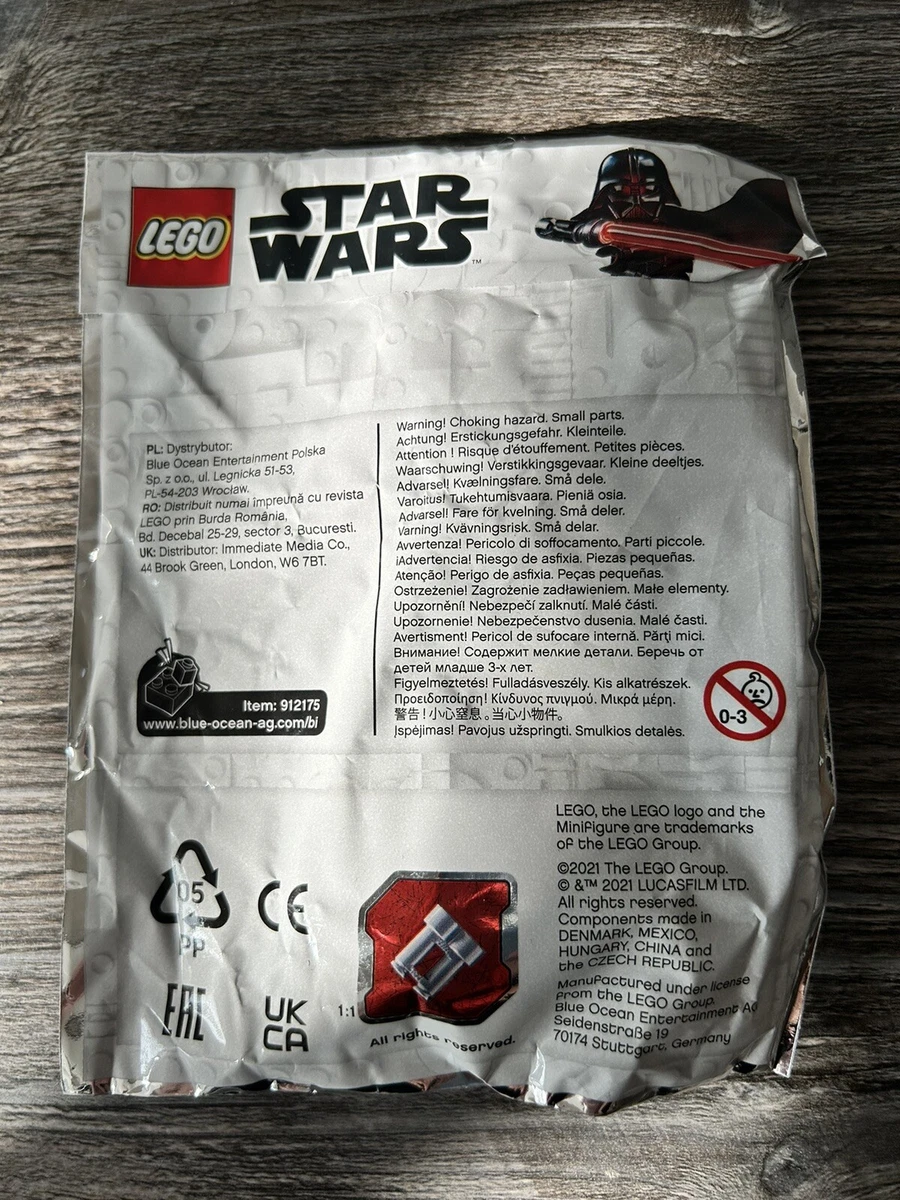 LEGO
STAR
WARS
™
PL: Dystrybutor:
Blue Ocean Entertainment Polska
Sp. z o.o., ul. Legnicka 51-53,
PL-54-203 Wrocław.
RO: Distribuit numai împreună cu revista
LEGO prin Burda România,
Bd. Decebal 25-29, sector 3, Bucuresti.
UK: Distributor: Immediate Media Co.,
44 Brook Green, London, W6 7BT.
Item: 912175
www.blue-ocean-ag.com/bi
Warning! Choking hazard. Small parts.
Achtung! Erstickungsgefahr. Kleinteile.
Attention ! Risque d'étouffement. Petites pièces.
Waarschuwing! Verstikkingsgevaar. Kleine deeltjes.
Advarsel! Kvælningsfare. Små dele.
Varoitus! Tukehtumisvaara. Pieniä osia.
Advarsel! Fare for kvelning. Små deler.
Varning! Kvävningsrisk. Små delar.
Avvertenza! Pericolo di soffocamento. Parti piccole.
¡Advertencia! Riesgo de asfixia. Piezas pequeñas.
Atenção! Perigo de asfixia. Peças pequenas.
Ostrzeżenie! Zagrożenie zadławieniem. Małe elementy.
Upozornění! Nebezpečí zalknutí. Malé části.
Upozornenie! Nebezpečenstvo dusenia. Malé časti.
Avertisment! Pericol de sufocare internă. Părţi mici.
Внимание! Содержит мелкие детали. Беречь от
детей младше 3-х лет.
Figyelmeztetés! Fulladásveszély. Kis alkatrészek.
Προειδοποίηση! Κίνδυνος πνιγμού. Μικρά μέρη.
警告!小心窒息。当心小物件。
Įspėjimas! Pavojus užspringti. Smulkios detalės.
0-3
05
PP
CE
EAC
UK
CA
1:1
All rights reserved.
LEGO, the LEGO logo and the
Minifigure are trademarks
of the LEGO Group.
©2021 The LEGO Group.
© &™ 2021 LUCASFILM LTD.
All rights reserved.
Components made in
DENMARK, MEXICO,
HUNGARY, CHINA and
the CZECH REPUBLIC.
Manufactured under license
from the LEGO Group.
Blue Ocean Entertainment AG
Seidenstraße 19
70174 Stuttgart, Germany